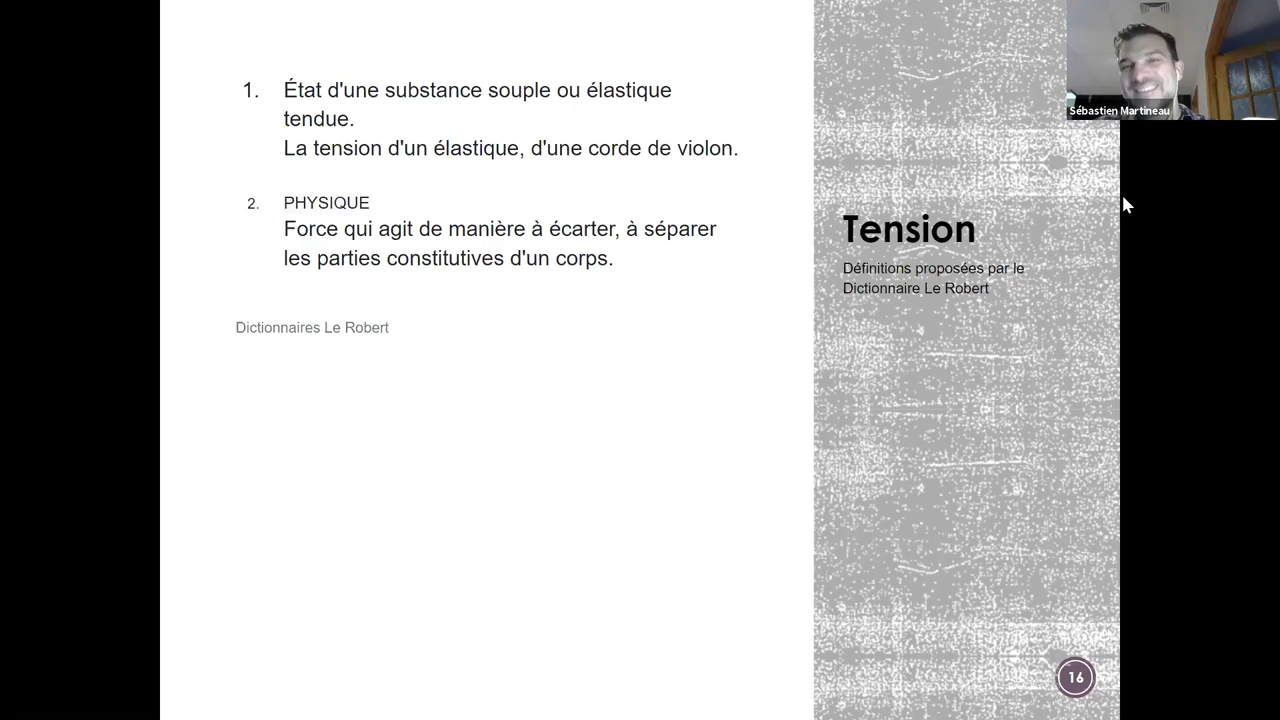 1. État d'une substance souple ou élastique
tendue.
La tension d'un élastique, d'une corde de violon.
2. PHYSIQUE
Force qui agit de manière à écarter, à séparer
les parties constitutives d'un corps.
Dictionnaires Le Robert
Tension
Définitions proposées par le
Dictionnaire Le Robert
16
Sébastien Martineau